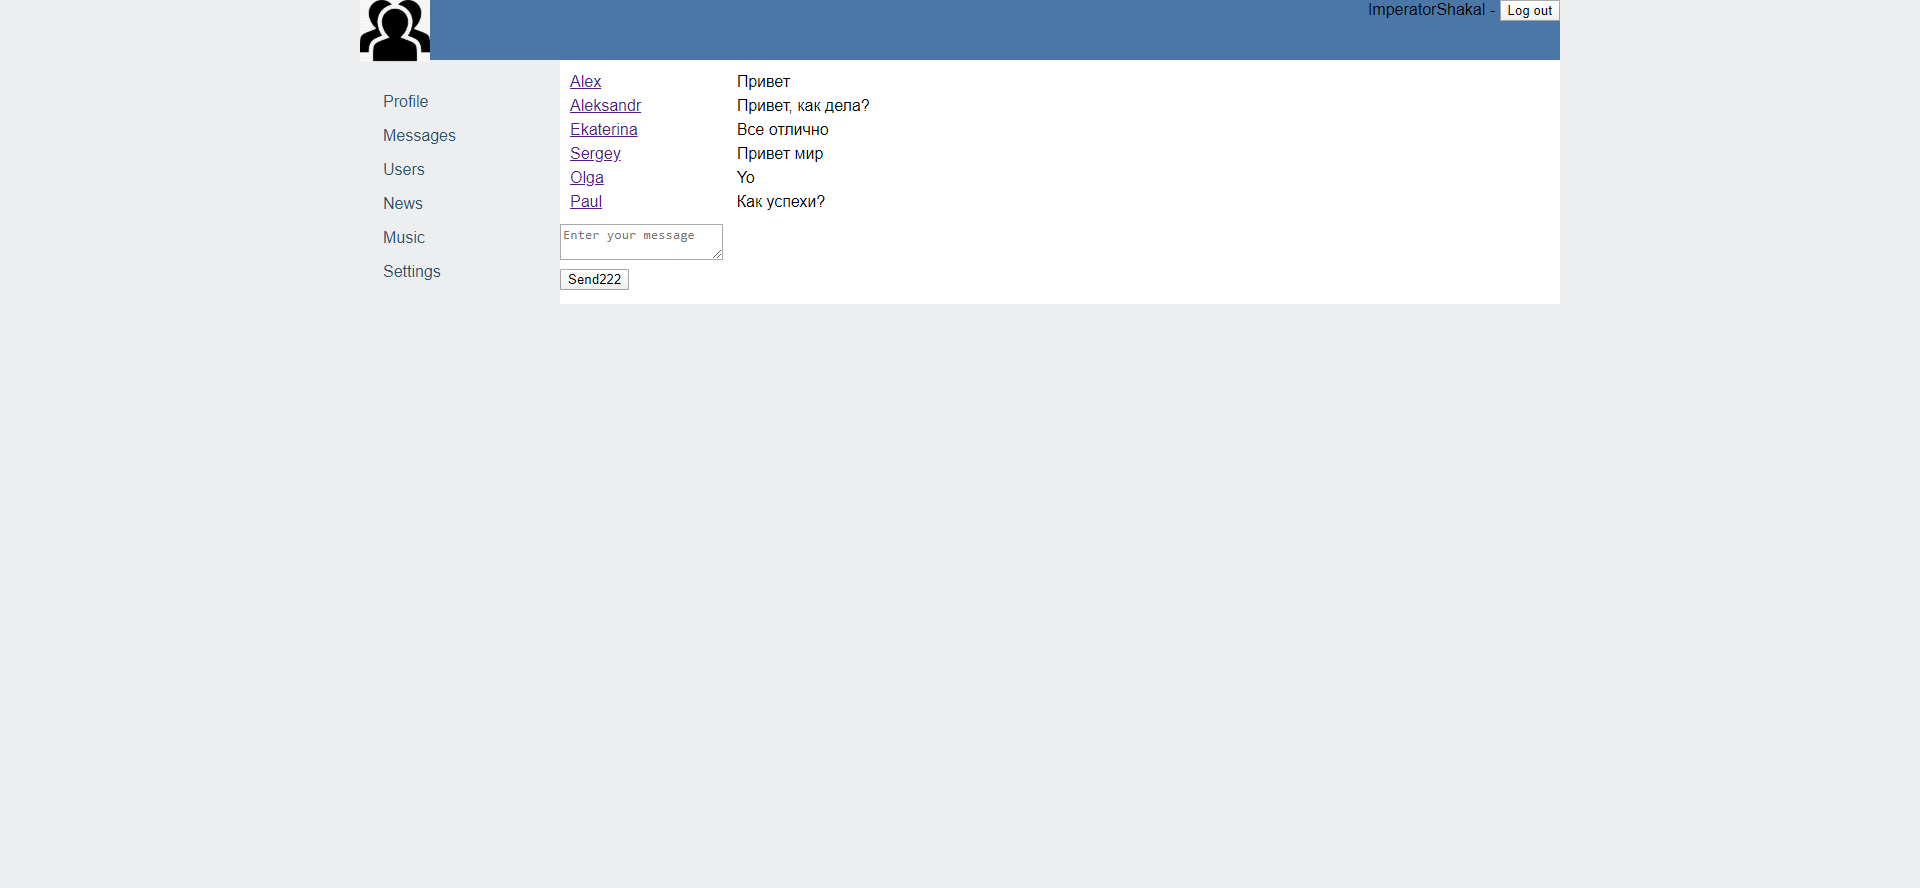 ImperatorShakal - Log out
Profile
Messages
Users
News
Music
Settings
Alex Привет
Aleksandr Привет, как дела?
Ekaterina Все отлично
Sergey Привет мир
Olga Yo
Paul Как успехи?
Enter your message
Send222